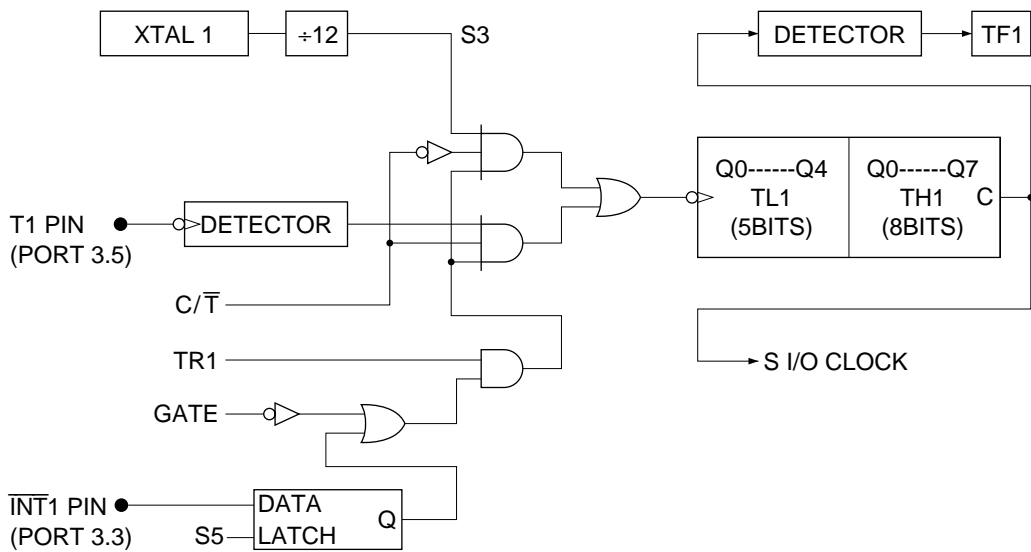 XTAL 1
÷12
S3
DETECTOR
TF1
T1 PIN
(PORT 3.5)
DETECTOR
Q0------Q4
TL1
(5BITS)
Q0------Q7
TH1
(8BITS)
C
C/T̅
TR1
S I/O CLOCK
GATE
I̅N̅T̅1 PIN
(PORT 3.3)
DATA
LATCH
Q
S5